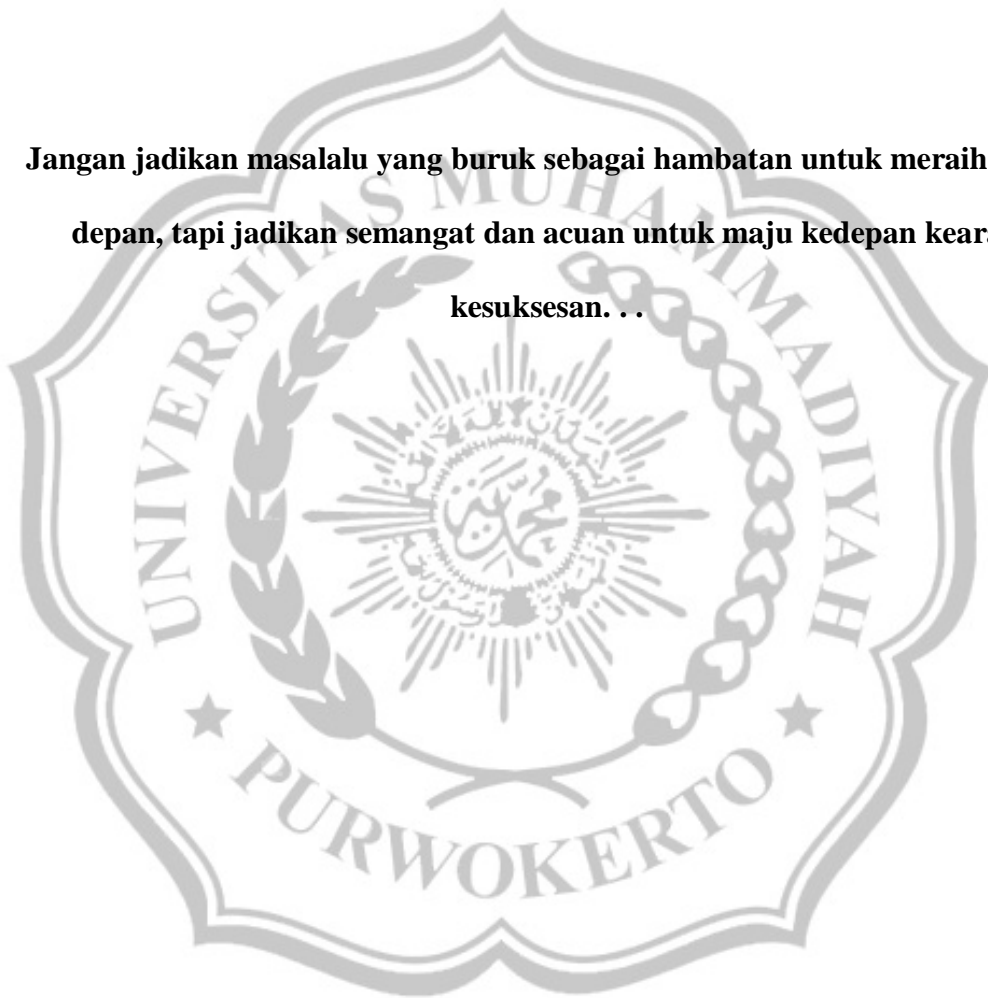 Jangan jadikan masalalu yang buruk sebagai hambatan untuk meraih
depan, tapi jadikan semangat dan acuan untuk maju kedepan
kesuksesan. . .
UNIVERSITAS MUHAMMADIYAH
PURWOKERTO